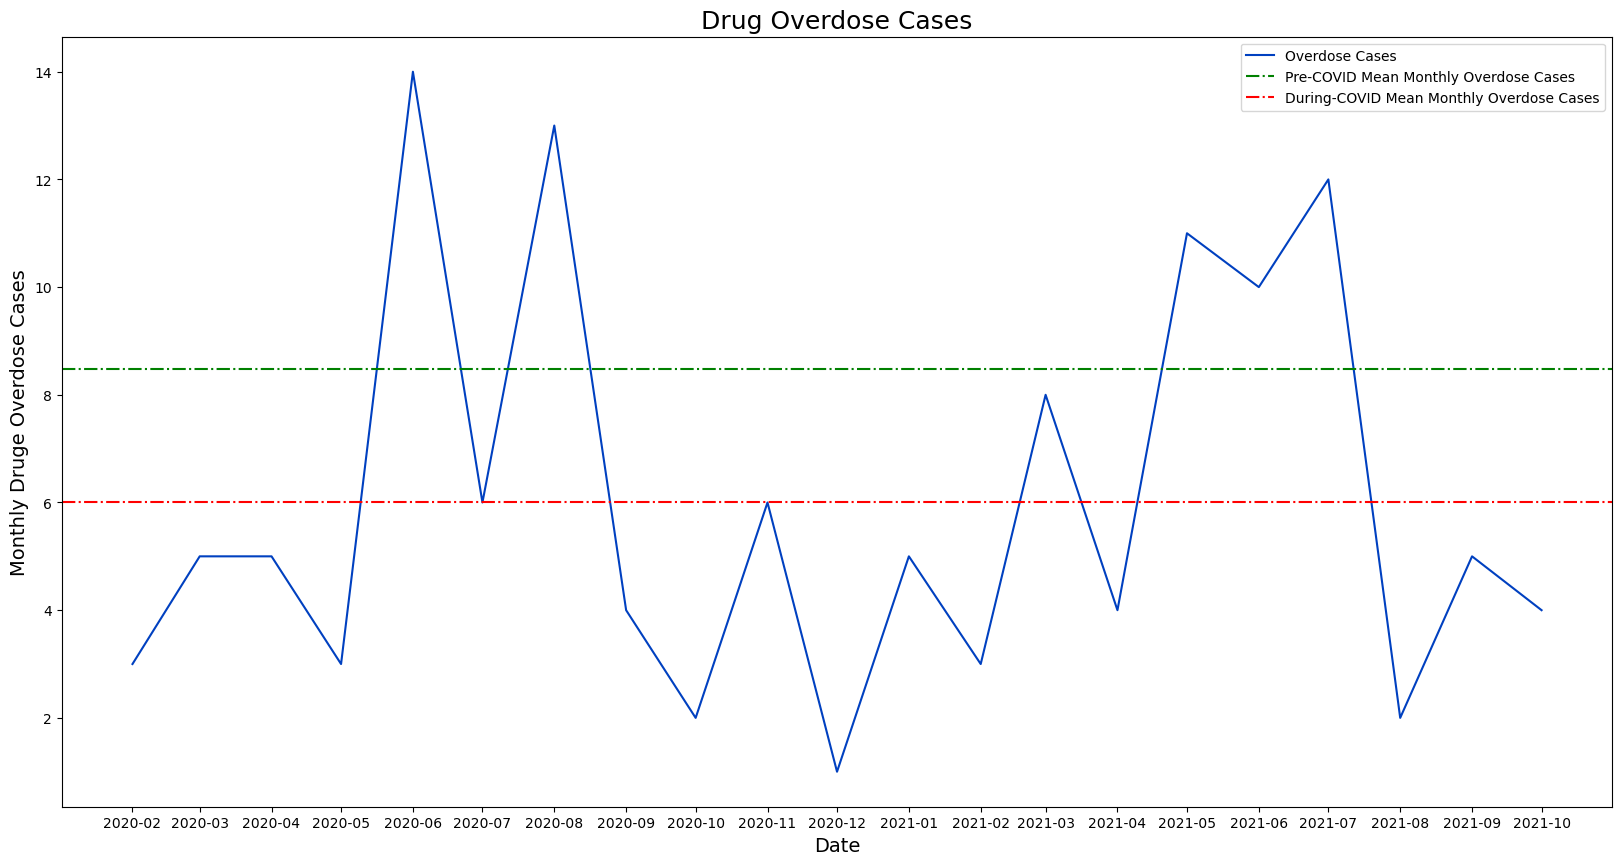 Drug Overdose Cases
Overdose Cases
Pre-COVID Mean Monthly Overdose Cases
During-COVID Mean Monthly Overdose Cases
Monthly Druge Overdose Cases
14
12
10
8
6
4
2
2020-02 2020-03 2020-04 2020-05 2020-06 2020-07 2020-08 2020-09 2020-10 2020-11 2020-12 2021-01 2021-02 2021-03 2021-04 2021-05 2021-06 2021-07 2021-08 2021-09 2021-10
Date